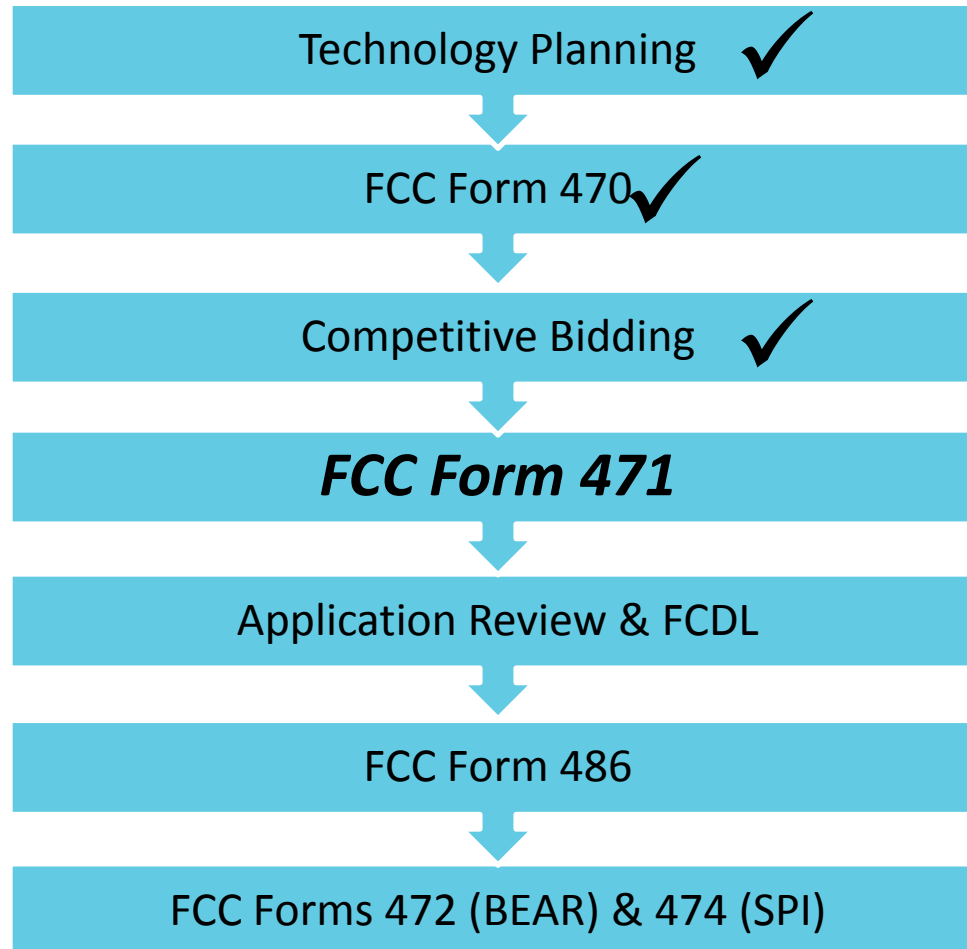 Technology Planning
FCC Form 470
Competitive Bidding
FCC Form 471
Application Review & FCDL
FCC Form 486
FCC Forms 472 (BEAR) & 474 (SPI)